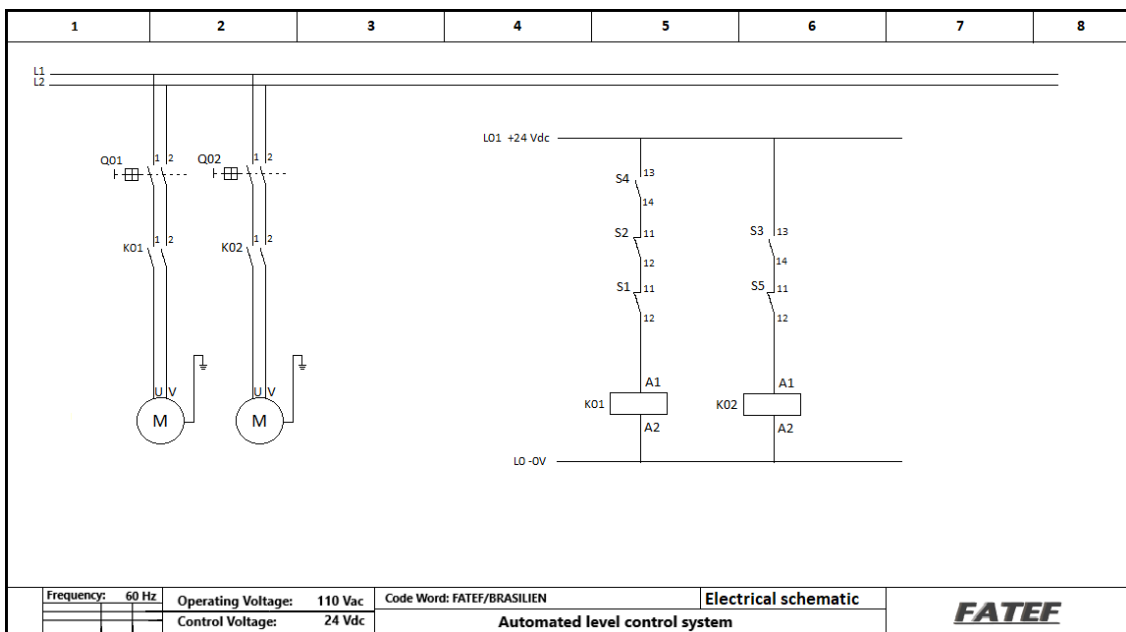 1 2 3 4 5 6 7 8
L1
L2
L01 +24 Vdc
Q01 1 2 Q02 1 2
S4 13
14
K01 1 2 K02 1 2
S2 11 S3 13
12 14
S1 11 S5 11
12 12
U V U V
M M
A1 A1
K01 K02
A2 A2
L0 -0V
Frequency: 60 Hz Operating Voltage: 110 Vac Code Word: FATEF/BRASILIEN Electrical schematic
Control Voltage: 24 Vdc Automated level control system
FATEF